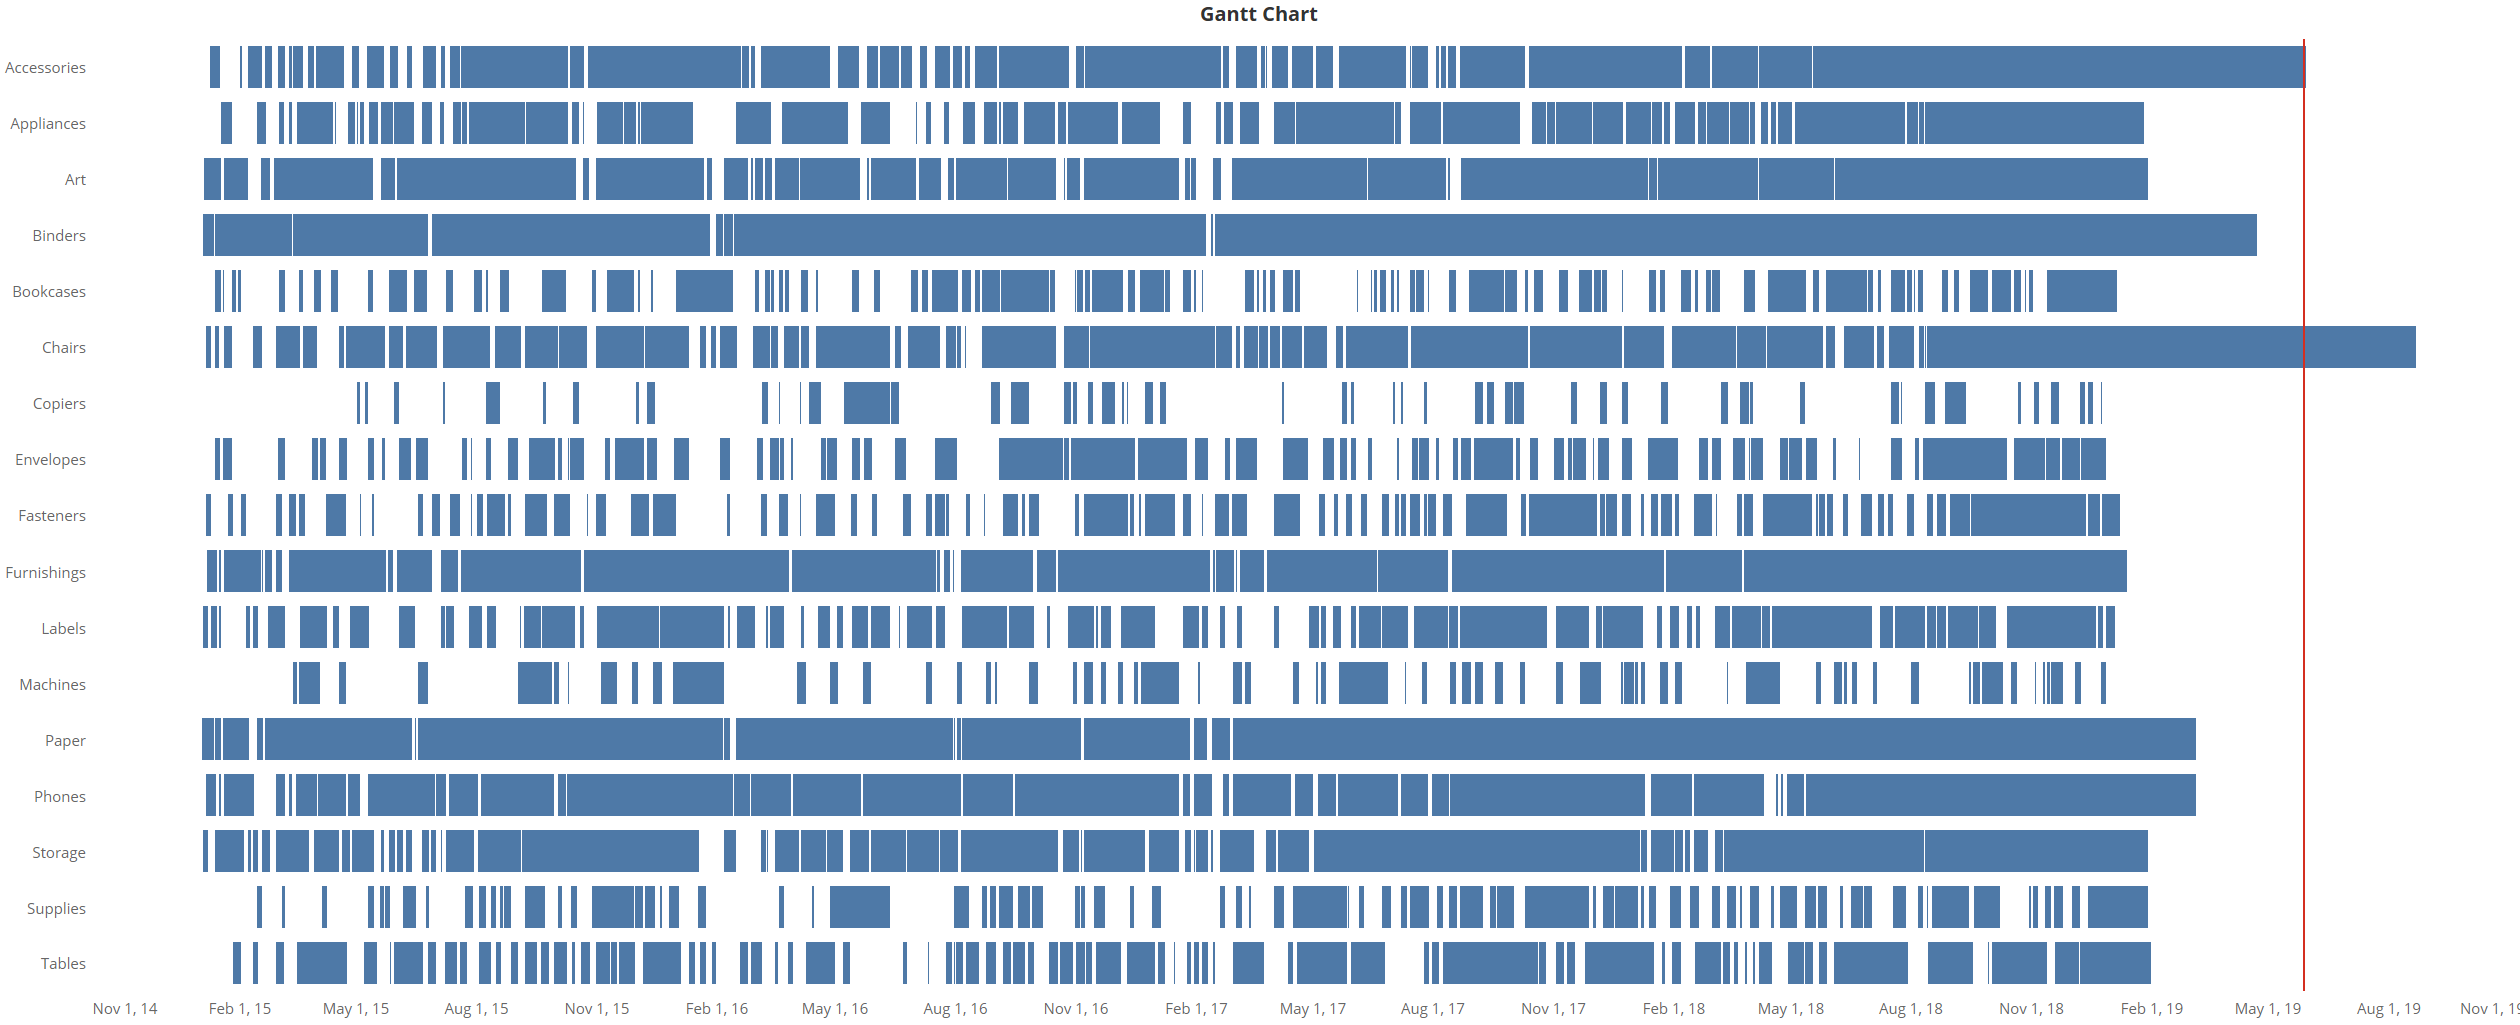 Gantt Chart
Accessories
Appliances
Art
Binders
Bookcases
Chairs
Copiers
Envelopes
Fasteners
Furnishings
Labels
Machines
Paper
Phones
Storage
Supplies
Tables
Nov 1, 14 Feb 1, 15 May 1, 15 Aug 1, 15 Nov 1, 15 Feb 1, 16 May 1, 16 Aug 1, 16 Nov 1, 16 Feb 1, 17 May 1, 17 Aug 1, 17 Nov 1, 17 Feb 1, 18 May 1, 18 Aug 1, 18 Nov 1, 18 Feb 1, 19 May 1, 19 Aug 1, 19 Nov 1,